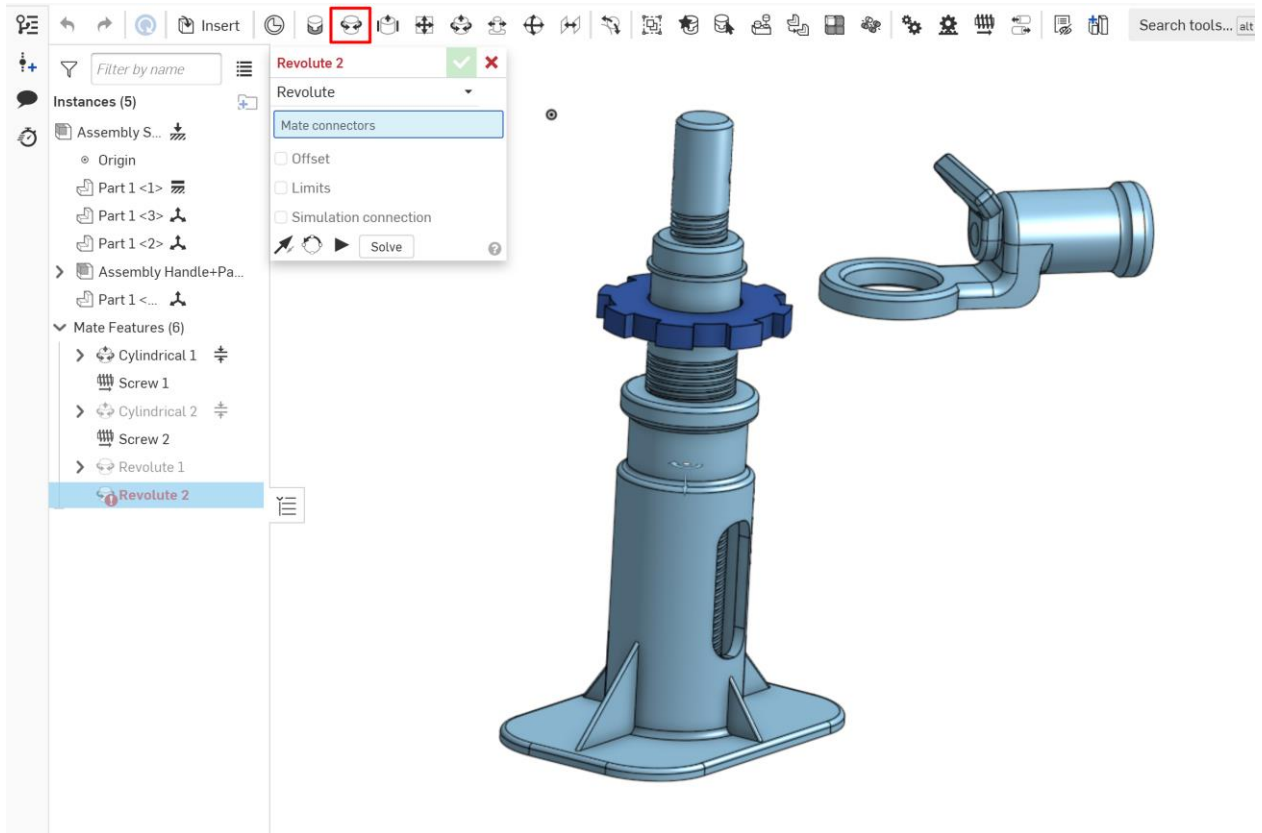 Insert
Search tools... alt
Filter by name
Instances (5)
Assembly S...
Origin
Part 1 <1>
Part 1 <3>
Part 1 <2>
Assembly Handle+Pa...
Part 1 <...
Mate Features (6)
Cylindrical 1
Screw 1
Cylindrical 2
Screw 2
Revolute 1
Revolute 2
Revolute 2
Revolute
Mate connectors
Offset
Limits
Simulation connection
Solve